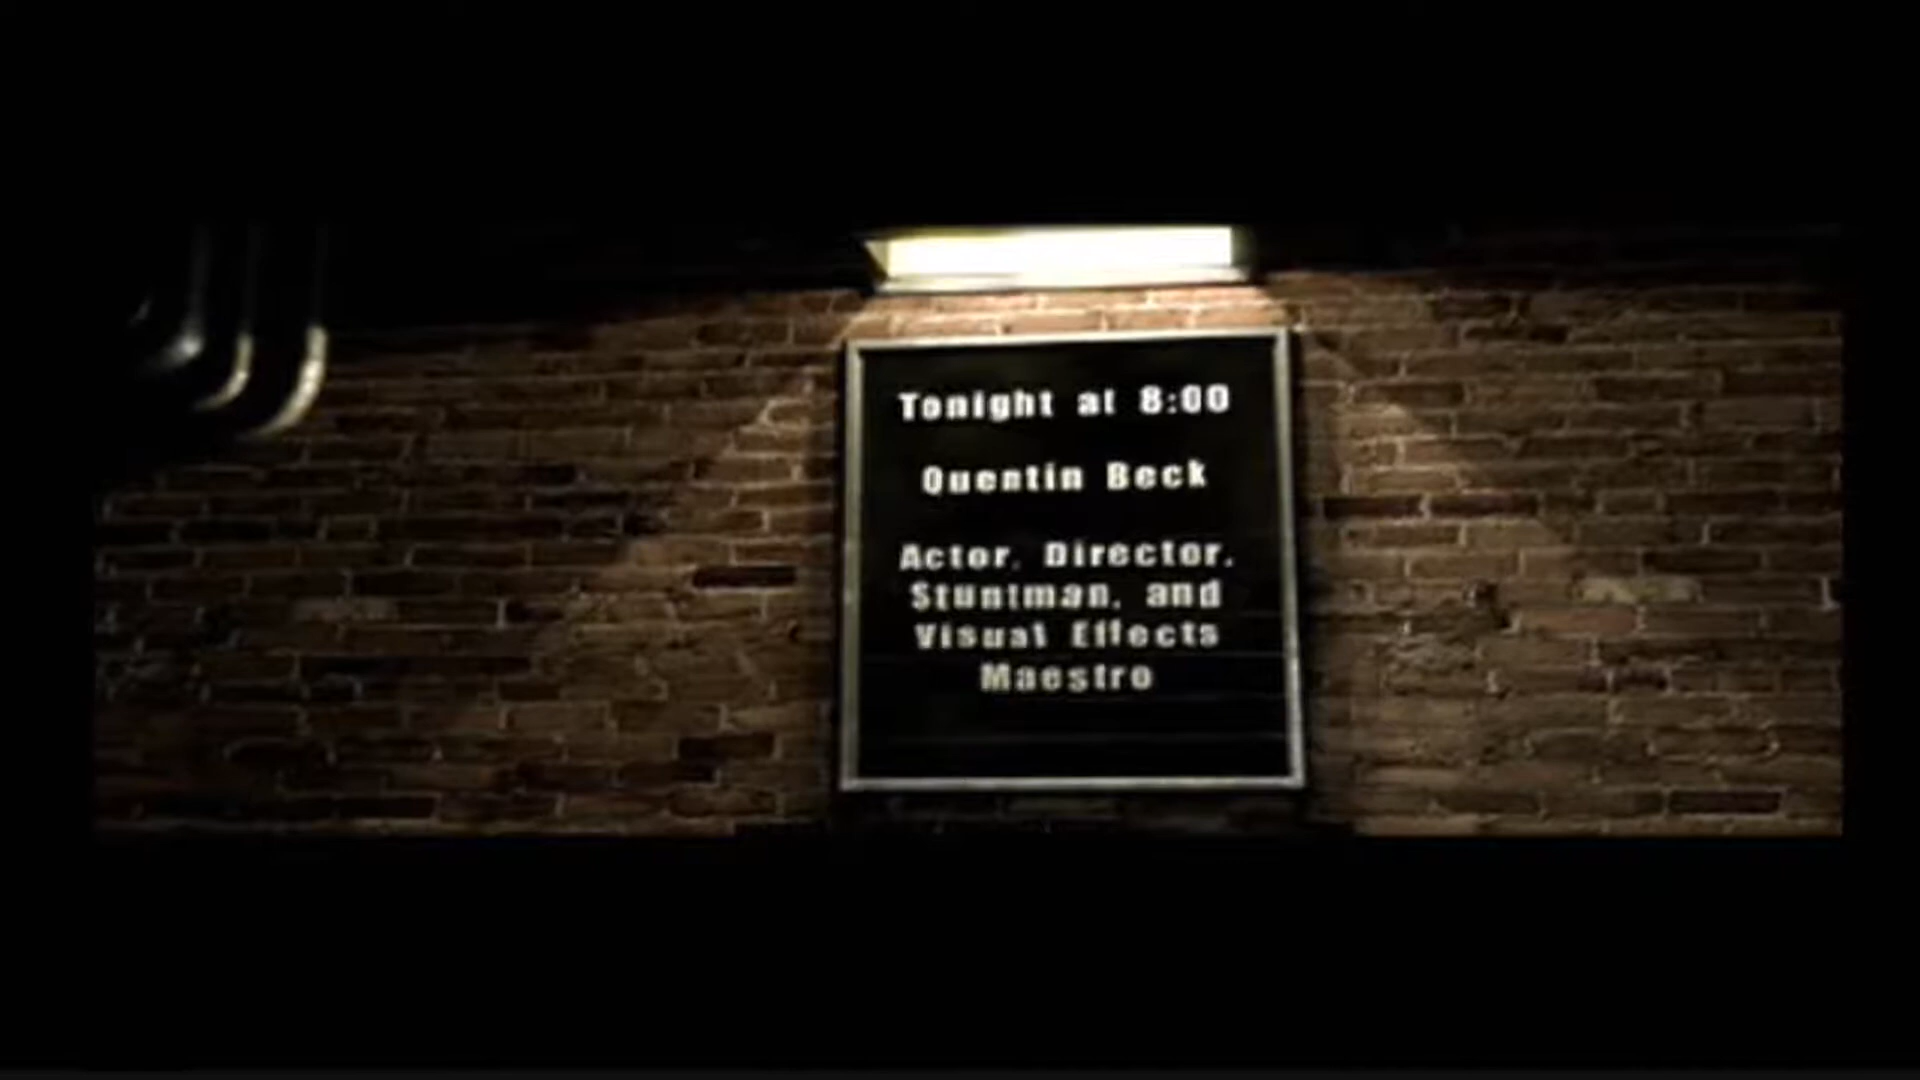 Tonight at 8:00
Quentin Beck
Actor, Director,
Stuntman, and
Visual Effects
Maestro